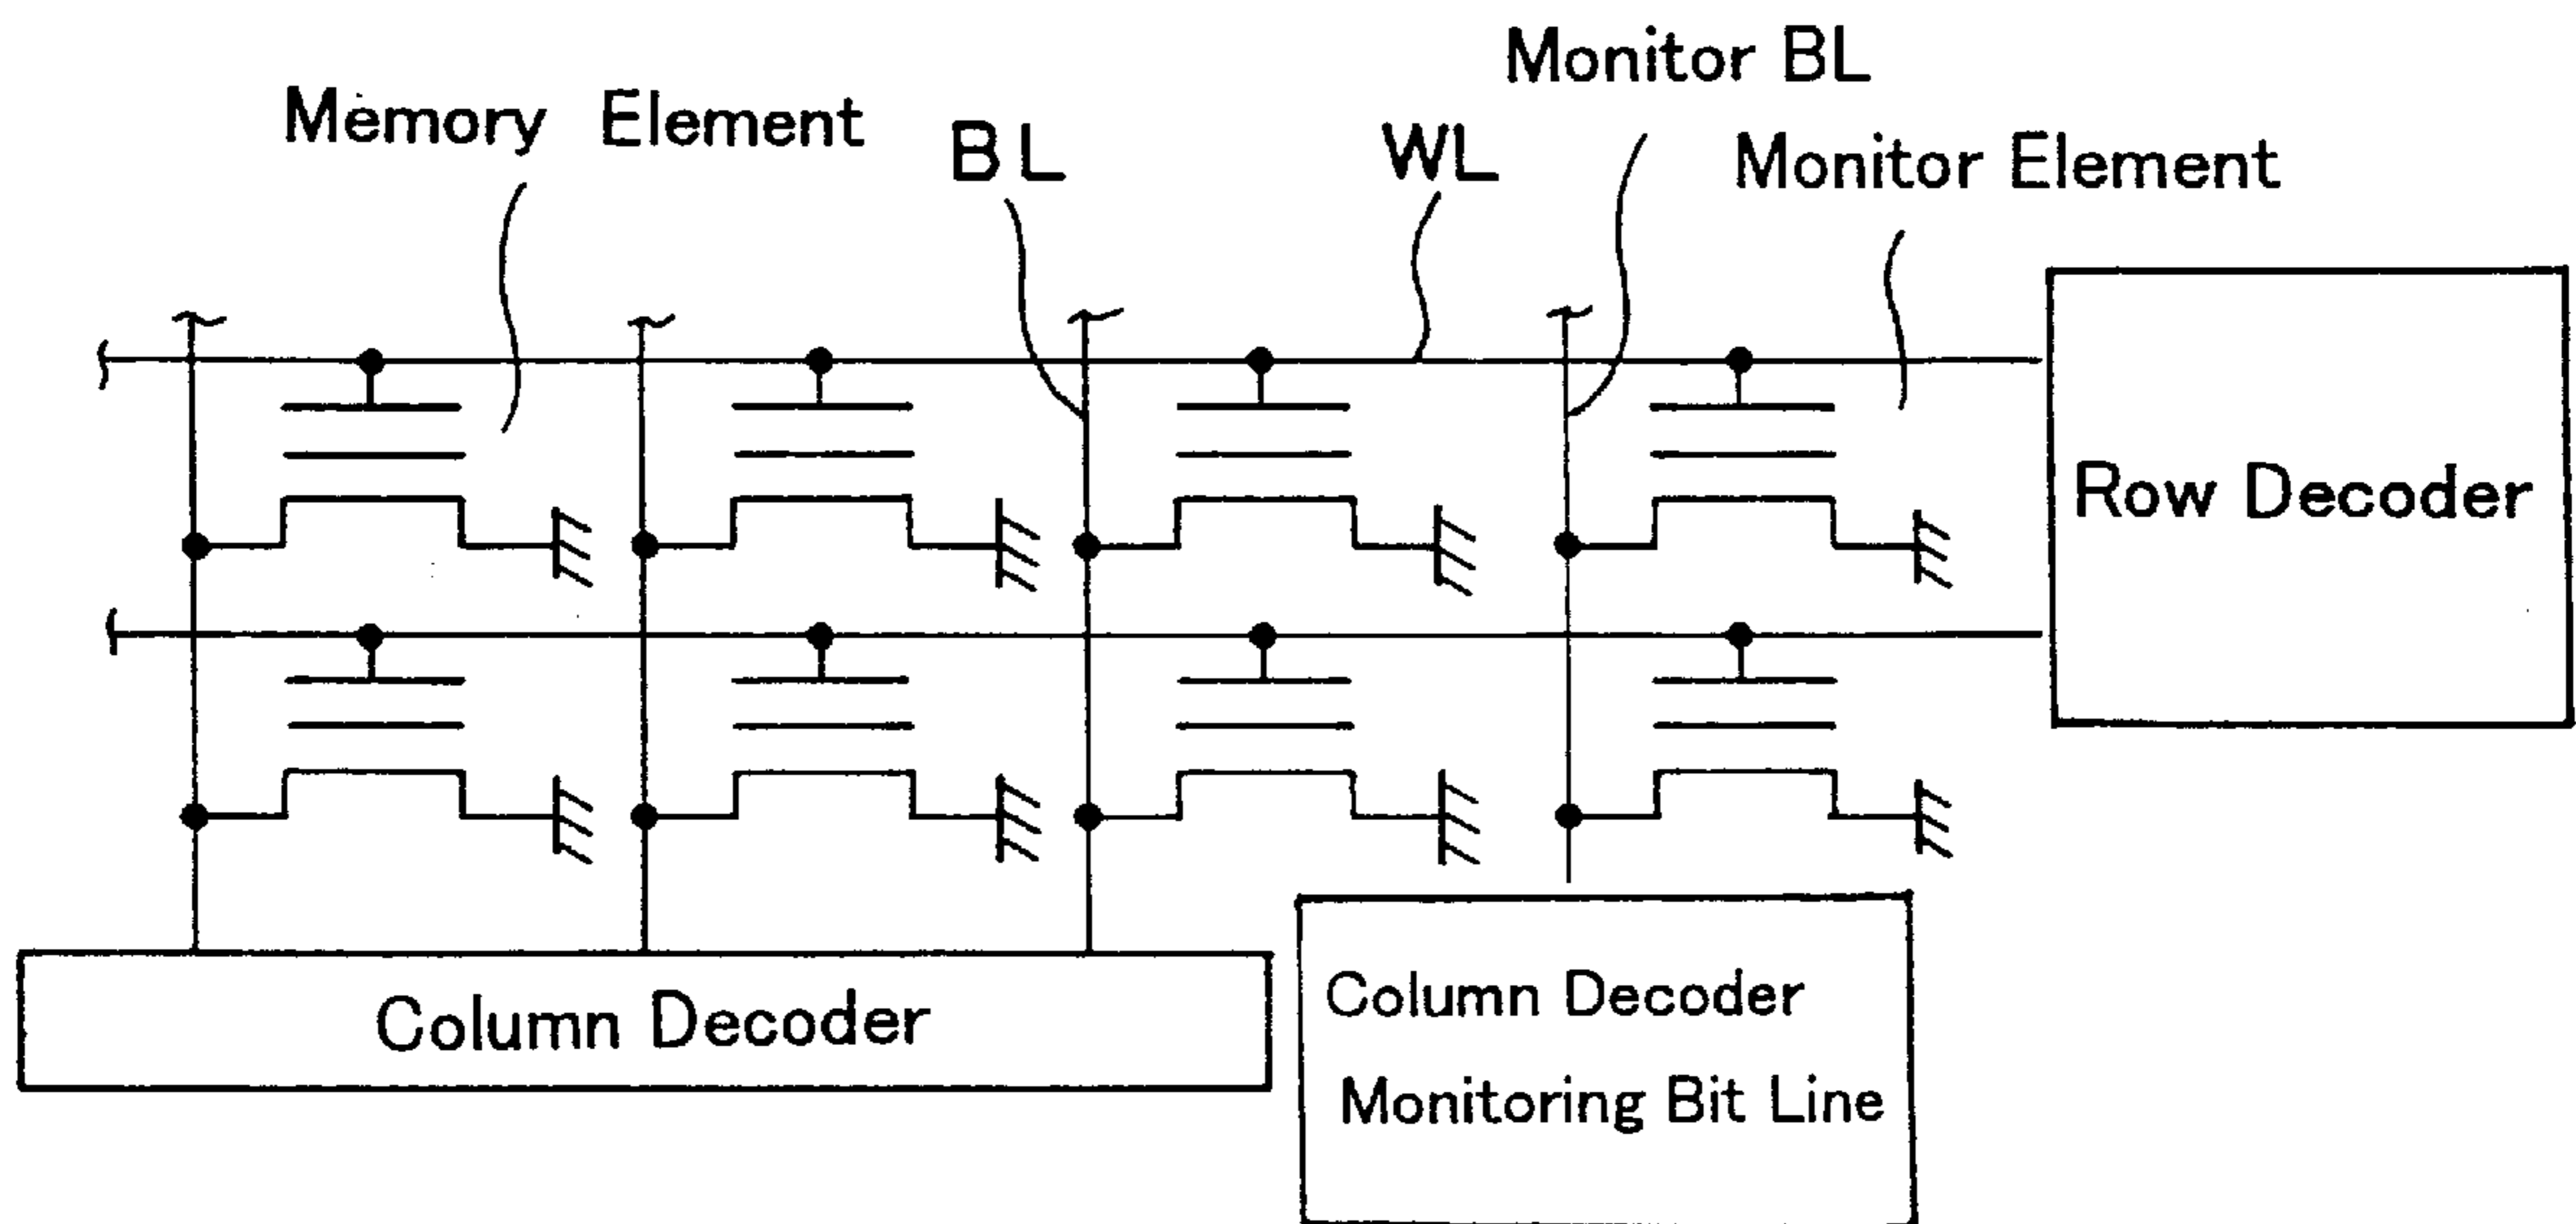 Monitor BL
Memory Element
BL
WL
Monitor Element
Row Decoder
Column Decoder
Column Decoder
Monitoring Bit Line